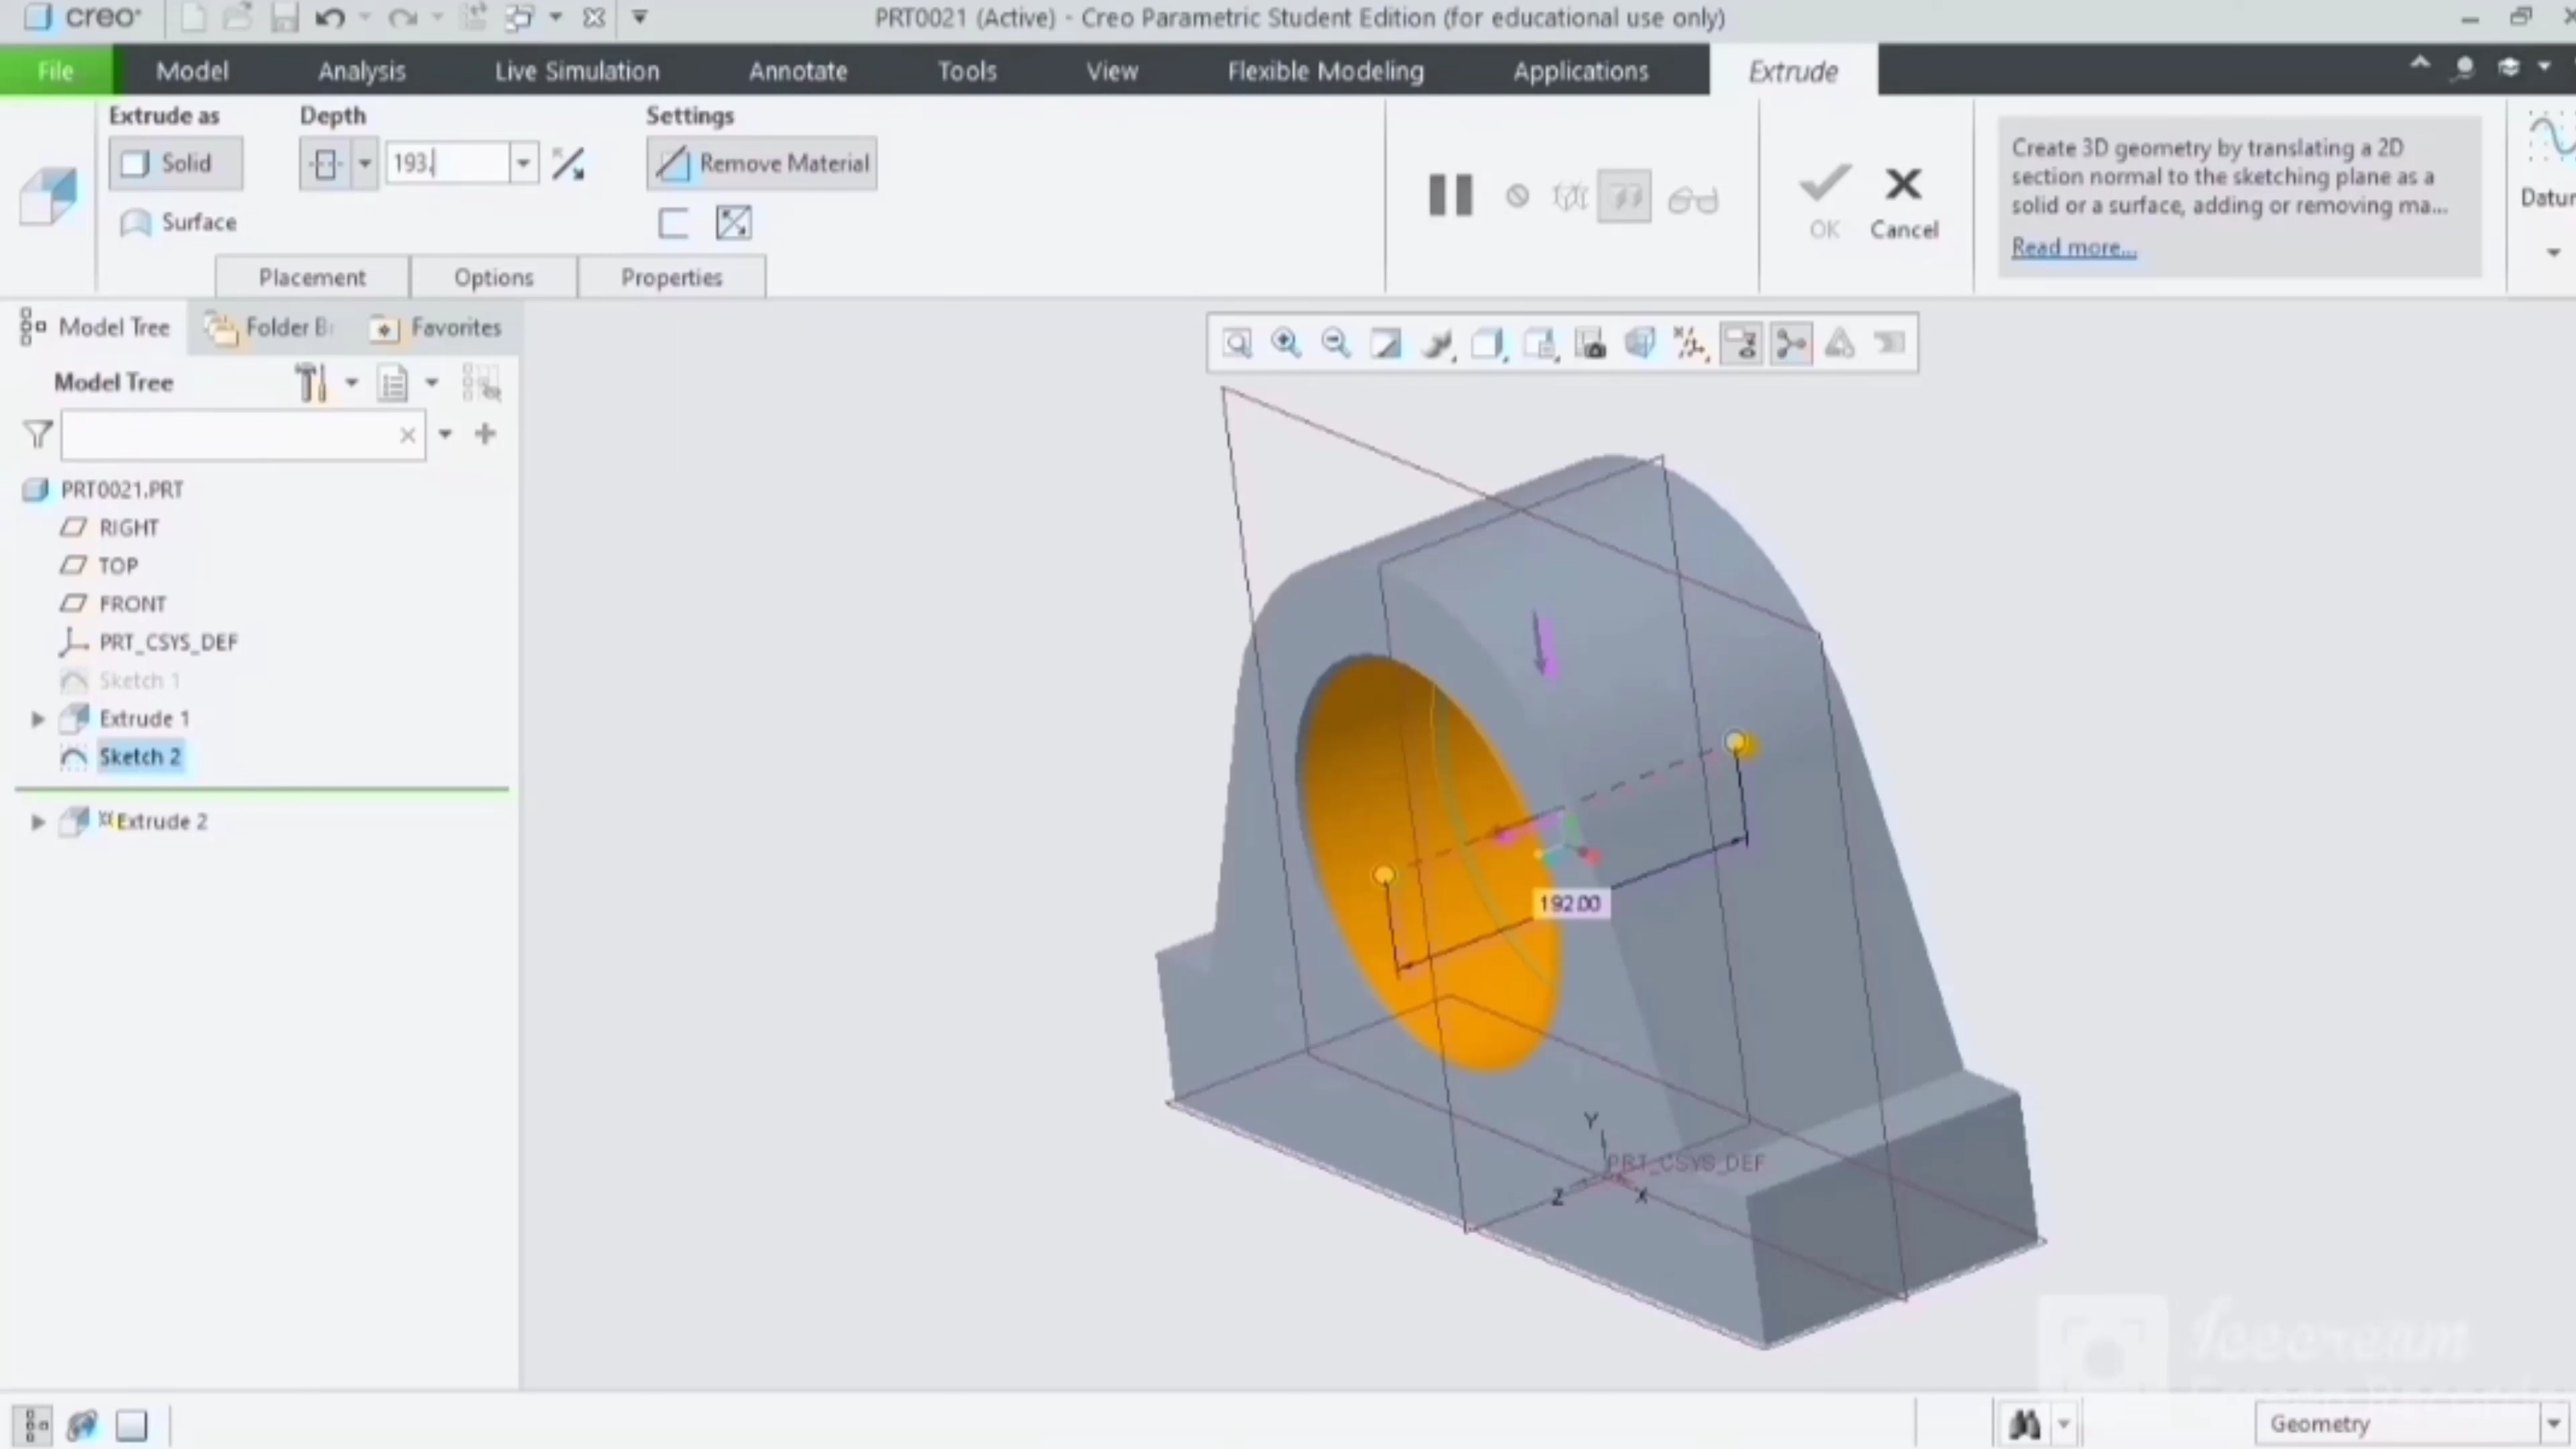 creo
PRT0021 (Active) - Creo Parametric Student Edition (for educational use only)
File Model Analysis Live Simulation Annotate Tools View Flexible Modeling Applications Extrude
Extrude as Depth Settings
Solid 193. Remove Material
Surface
OK Cancel
Create 3D geometry by translating a 2D
section normal to the sketching plane as a
solid or a surface, adding or removing ma...
Read more...
Datur
Placement Options Properties
Model Tree Folder Br Favorites
Model Tree
PRT0021.PRT
RIGHT
TOP
FRONT
PRT_CSYS_DEF
Sketch 1
Extrude 1
Sketch 2
Extrude 2
192.00
Y
PRT_CSYS_DEF
Z X
Icecream
Geometry